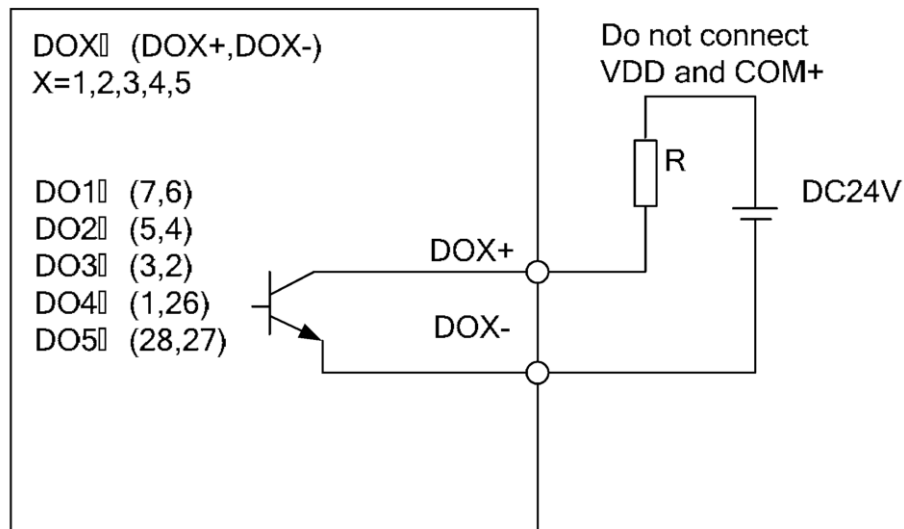 DOX▯ (DOX+,DOX-)
X=1,2,3,4,5
Do not connect
VDD and COM+
R
DC24V
DO1▯ (7,6)
DO2▯ (5,4)
DO3▯ (3,2)
DO4▯ (1,26)
DO5▯ (28,27)
DOX+
DOX-